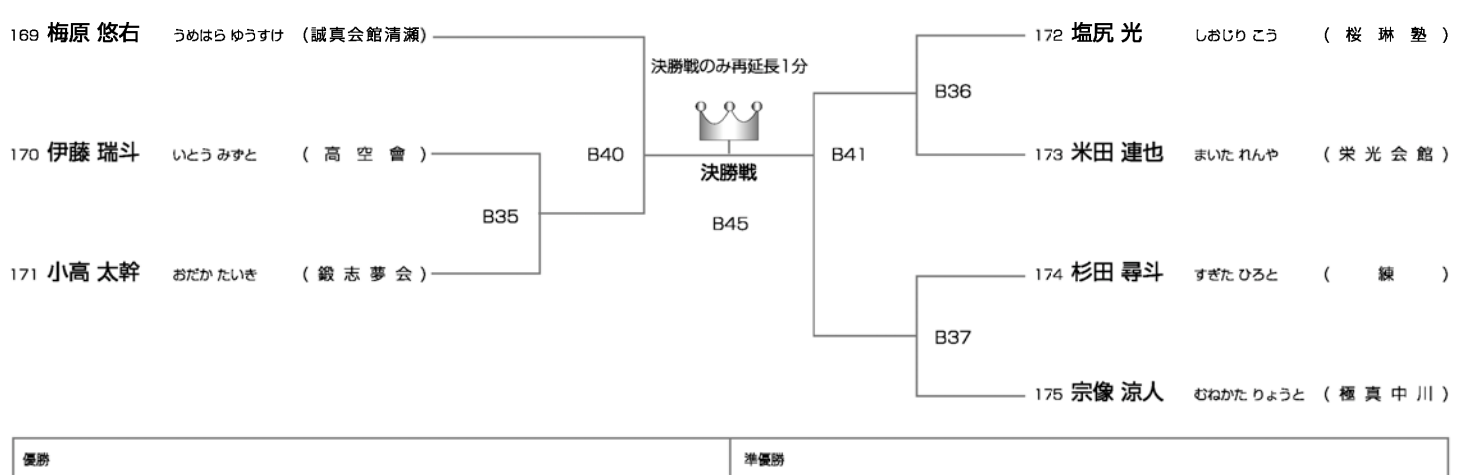 169 梅原 悠右 うめはら ゆうすけ (誠真会館清瀬)
170 伊藤 瑞斗 いとう みずと (高空會)
171 小高 太幹 おだか たいき (鍛志夢会)
B35
B40
決勝戦のみ再延長1分
決勝戦
B45
B41
B36
B37
172 塩尻 光 しおじり こう (桜琳塾)
173 米田 連也 まいた れんや (栄光会館)
174 杉田 尋斗 すぎた ひろと (練)
175 宗像 涼人 むねかた りょうと (極真中川)
優勝
準優勝